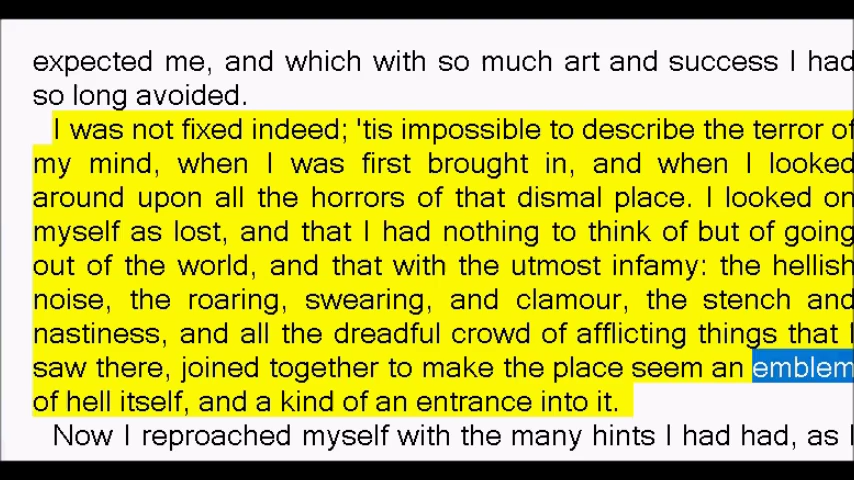 expected me, and which with so much art and success I had
so long avoided.
I was not fixed indeed; 'tis impossible to describe the terror of
my mind, when I was first brought in, and when I looked
around upon all the horrors of that dismal place. I looked on
myself as lost, and that I had nothing to think of but of going
out of the world, and that with the utmost infamy: the hellish
noise, the roaring, swearing, and clamour, the stench and
nastiness, and all the dreadful crowd of afflicting things that I
saw there, joined together to make the place seem an emblem
of hell itself, and a kind of an entrance into it.
Now I reproached myself with the many hints I had had, as I